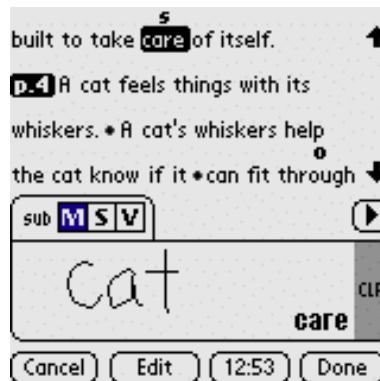 s
built to take care of itself.
p.4 A cat feels things with its
whiskers. • A cat's whiskers help
o
the cat know if it • can fit through
sub M S V
cat
CLR
care
Cancel Edit 12:53 Done